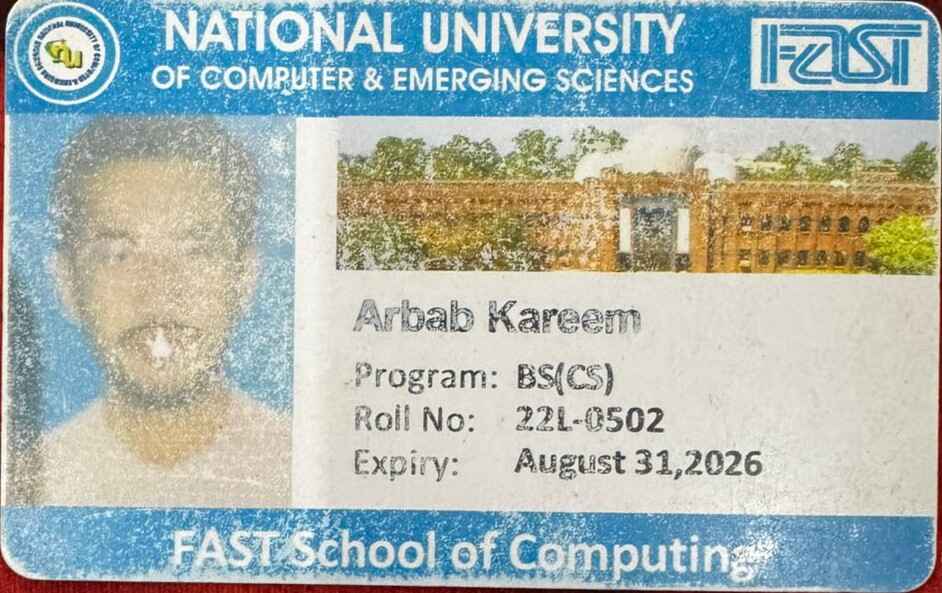 NATIONAL UNIVERSITY
OF COMPUTER & EMERGING SCIENCES
FAST
Arbab Kareem
Program: BS(CS)
Roll No: 22L-0502
Expiry: August 31,2026
FAST School of Computing